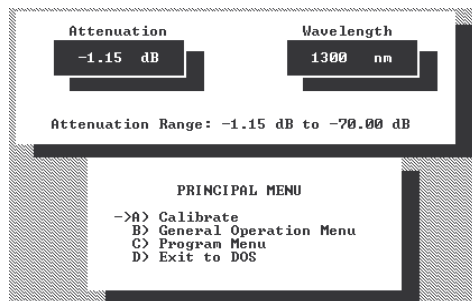 Attenuation Wavelength
-1.15 dB 1300 nm
Attenuation Range: -1.15 dB to -70.00 dB
PRINCIPAL MENU
->A) Calibrate
B) General Operation Menu
C) Program Menu
D) Exit to DOS